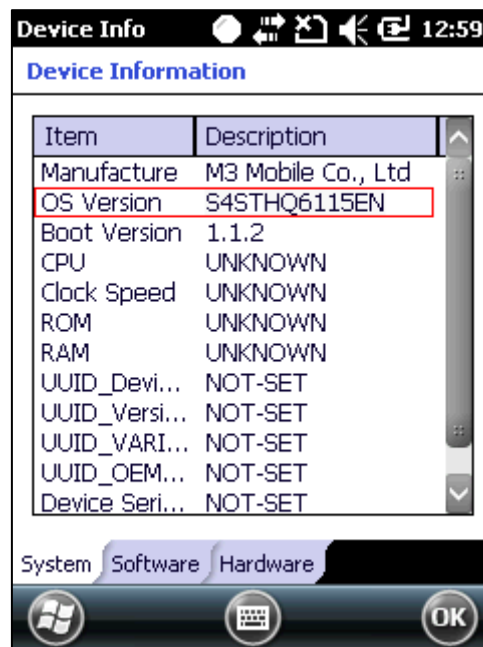 Device Info 12:59
Device Information
Item Description
Manufacture M3 Mobile Co., Ltd
OS Version S4STHQ6115EN
Boot Version 1.1.2
CPU UNKNOWN
Clock Speed UNKNOWN
ROM UNKNOWN
RAM UNKNOWN
UUID_Devi... NOT-SET
UUID_Versi... NOT-SET
UUID_VARI... NOT-SET
UUID_OEM... NOT-SET
Device Seri... NOT-SET
System Software Hardware
OK